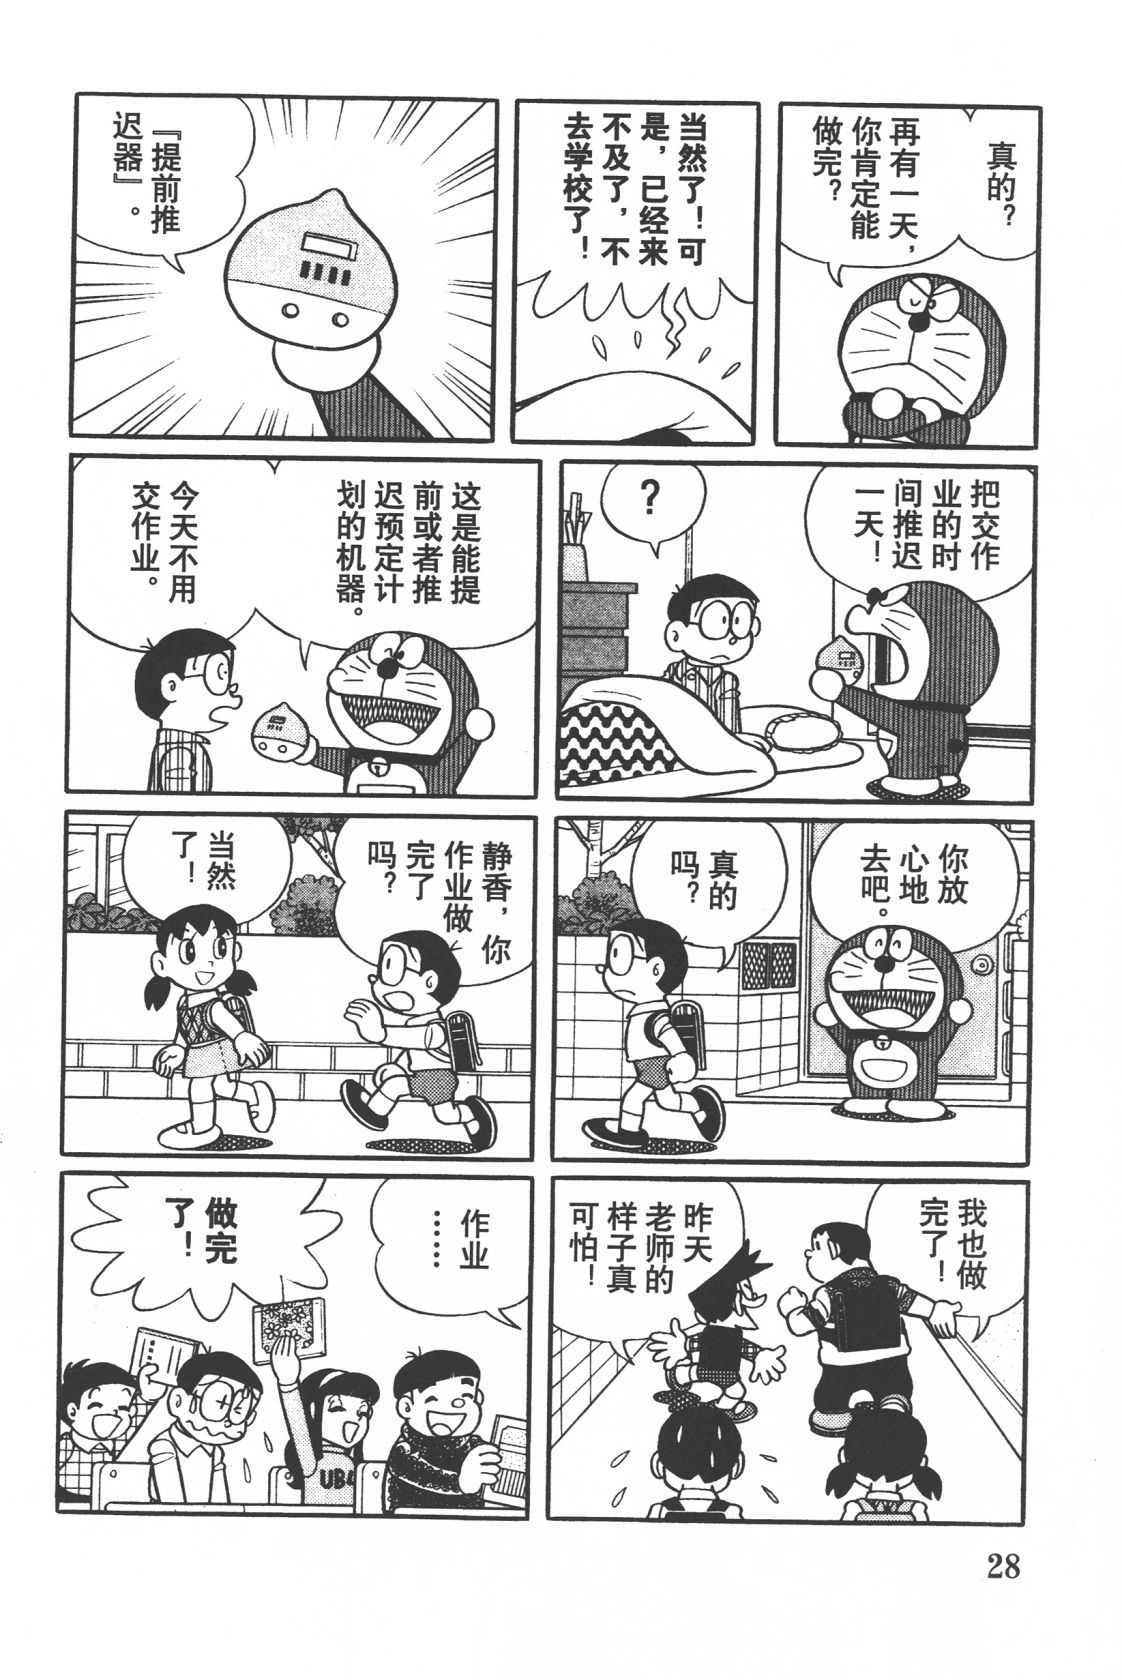 真的？
再有一天，
你肯定能
做完？
当然了！可
是，已经来
不及了，不
去学校了！
『提前推
迟器』。
把交作
业的时
间推迟
一天！
？
这是能提
前或者推
迟预定计
划的机器。
今天不用
交作业。
你放
心地
去吧。
真的
吗？
静香，你
作业做
完了
吗？
当然
了！
我也做
完了！
昨天
老师的
样子真
可怕！
作业
……
做完
了！
UB
28